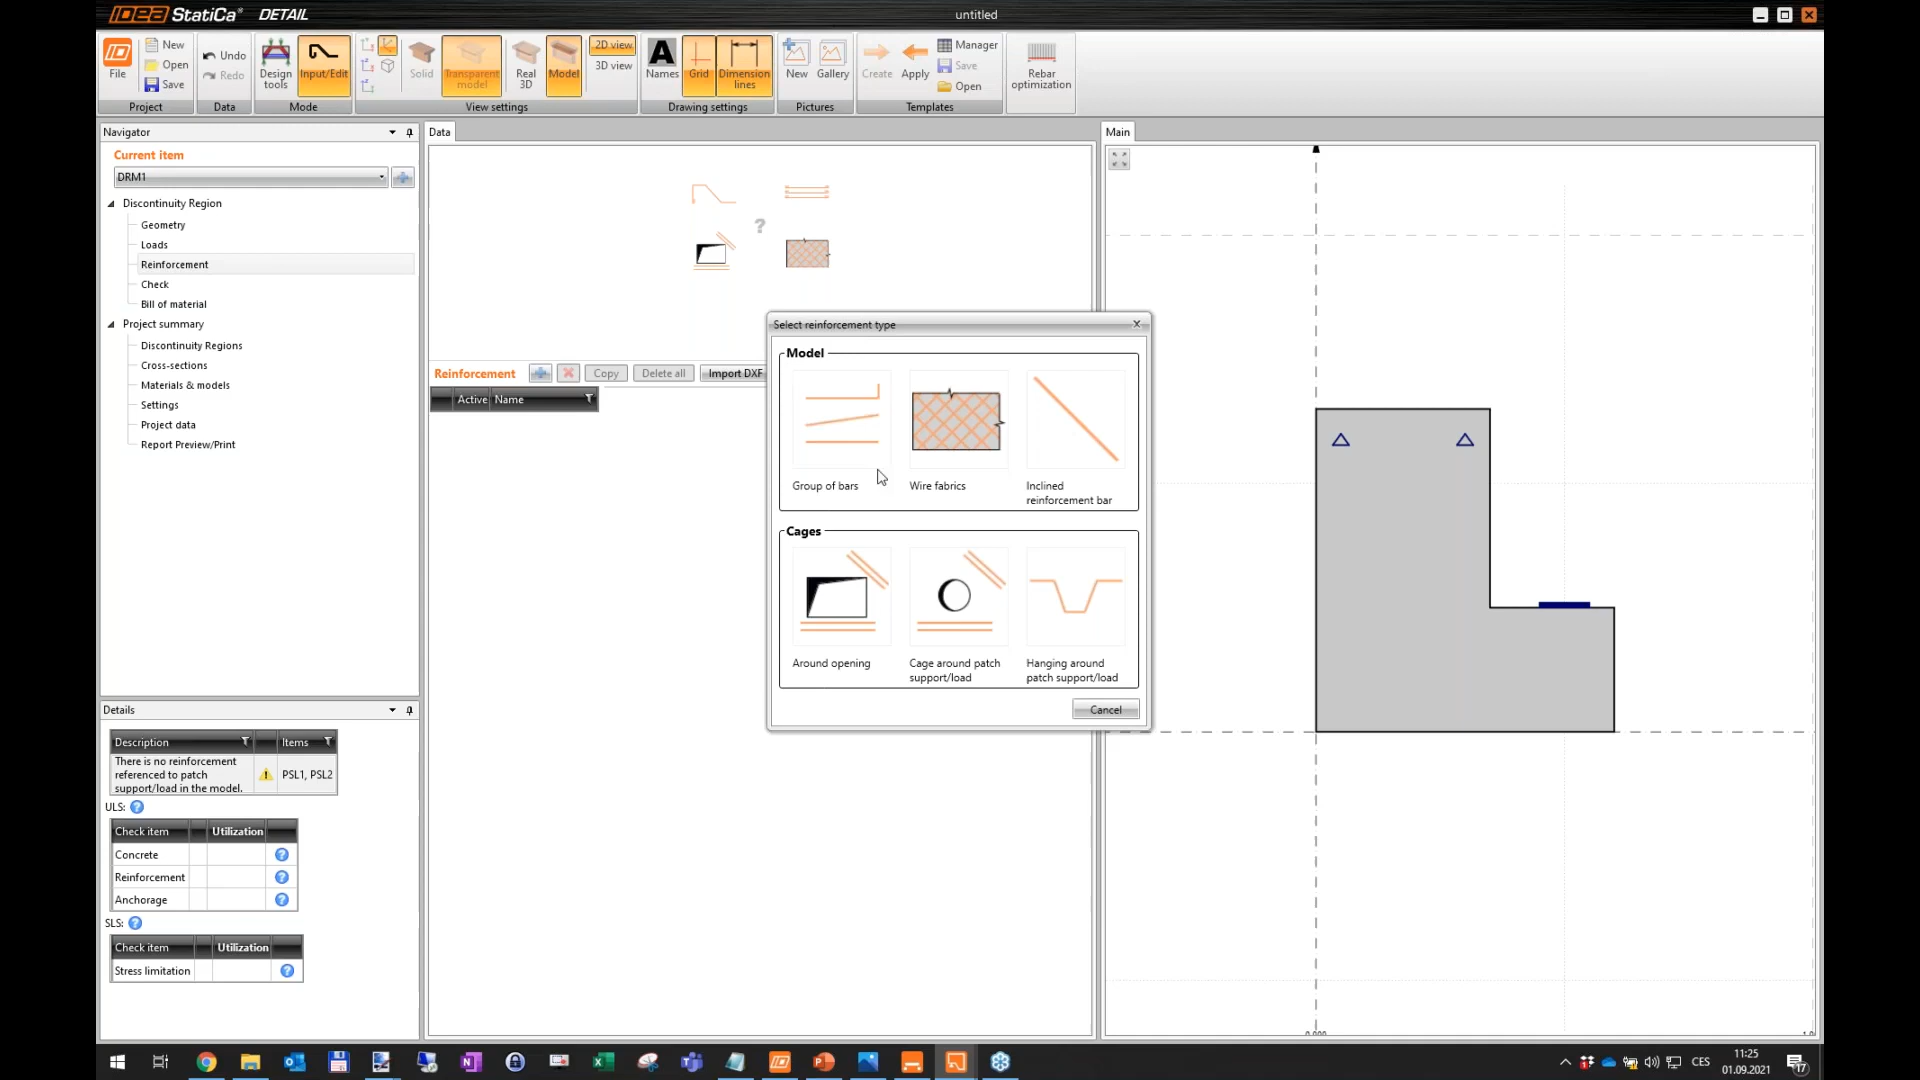 IDEA StatiCa® DETAIL
untitled
File
New
Open
Save
Project
Undo
Redo
Data
Design tools
Input/Edit
Mode
Solid
Transparent model
Real 3D
Model
2D view
3D view
View settings
Names
Grid
Dimension lines
Drawing settings
New
Gallery
Pictures
Create
Apply
Manager
Save
Open
Templates
Rebar optimization
Navigator
Current item
DRM1
Discontinuity Region
Geometry
Loads
Reinforcement
Check
Bill of material
Project summary
Discontinuity Regions
Cross-sections
Materials & models
Settings
Project data
Report Preview/Print
Details
Description Items
There is no reinforcement
referenced to patch
support/load in the model.
PSL1, PSL2
ULS:
Check item Utilization
Concrete
Reinforcement
Anchorage
SLS:
Check item Utilization
Stress limitation
Data
?
Reinforcement Copy Delete all Import DXF
Active Name
Select reinforcement type
Model
Group of bars
Wire fabrics
Inclined
reinforcement bar
Cages
Around opening
Cage around patch
support/load
Hanging around
patch support/load
Cancel
Main
CES
11:25
01.09.2021
17